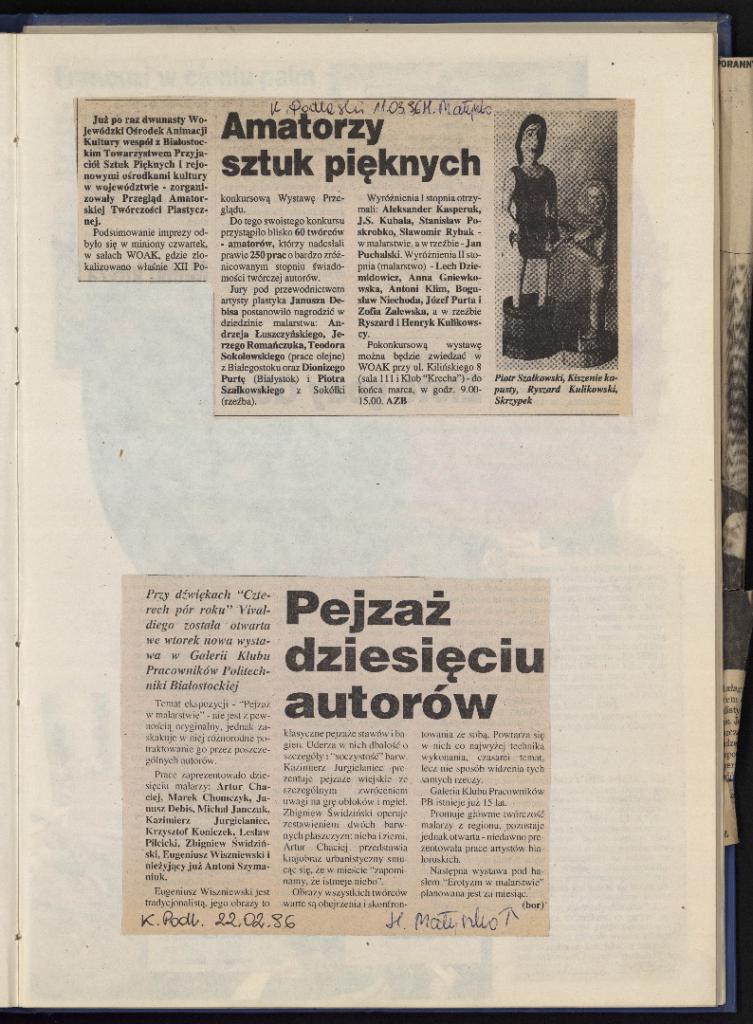 K. Podlaski 11.03.96 H. Małyszko
Amatorzy
sztuk pięknych
Już po raz dwunasty Wo-
jewódzki Ośrodek Animacji
Kultury wespół z Białostoc-
kim Towarzystwem Przyja-
ciół Sztuk Pięknych i rejo-
nowymi ośrodkami kultury
w województwie - zorgani-
zowały Przegląd Amator-
skiej Twórczości Plastycz-
nej.
Podsumowanie imprezy od-
było się w miniony czwartek,
w salach WOAK, gdzie zlo-
kalizowano właśnie XII Po-
konkursową Wystawę Prze-
glądu.
Do tego swoistego konkursu
przystąpiło blisko 60 twórców
- amatorów, którzy nadesłali
prawie 250 prac o bardzo zróż-
nicowanym stopniu świado-
mości twórczej autorów.
Jury pod przewodnictwem
artysty plastyka Janusza De-
bisa postanowiło nagrodzić w
dziedzinie malarstwa: An-
drzeja Łuszczyńskiego, Je-
rzego Romańczuka, Teodora
Sokołowskiego (prace olejne)
z Białegostoku oraz Dionizego
Purtę (Białystok) i Piotra
Szałkowskiego z Sokółki
(rzeźba).
Wyróżnienia I stopnia otrzy-
mali: Aleksander Kasperuk,
J.S. Kubala, Stanisław Po-
skrobko, Sławomir Rybak -
w malarstwie, a w rzeźbie - Jan
Puchalski. Wyróżnienia II sto-
pnia (malarstwo) - Lech Dzie-
midowicz, Anna Gniewko-
wska, Antoni Klim, Bogu-
sław Niechoda, Józef Purta i
Zofia Zalewska, a w rzeźbie
Ryszard i Henryk Kulikows-
cy.
Pokonkursową wystawę
można będzie zwiedzać w
WOAK przy ul. Kilińskiego 8
(sala 111 i Klub "Krecha") - do
końca marca, w godz. 9.00-
15.00. AZB
Piotr Szałkowski, Kiszenie ka-
pusty, Ryszard Kulikowski,
Skrzypek
Przy dźwiękach "Czte-
rech pór roku" Vival-
diego została otwarta
we wtorek nowa wysta-
wa w Galerii Klubu
Pracowników Politech-
niki Białostockiej
Pejzaż
dziesięciu
autorów
Temat ekspozycji - "Pejzaż
w malarstwie" - nie jest z pew-
nością oryginalny, jednak za-
skakuje w niej różnorodne po-
traktowanie go przez poszcze-
gólnych autorów.
Prace zaprezentowało dzie-
sięciu malarzy: Artur Cha-
ciej, Marek Chomczyk, Ja-
nusz Debis, Michał Janczuk,
Kazimierz Jurgielaniec,
Krzysztof Koniczek, Lesław
Pilcicki, Zbigniew Świdziń-
ski, Eugeniusz Wiszniewski i
nieżyjący już Antoni Szyma-
niuk.
Eugeniusz Wiszniewski jest
tradycjonalistą, jego obrazy to
klasyczne pejzaże stawów i ba-
gien. Uderza w nich dbałość o
szczegóły i "soczystość" barw.
Kazimierz Jurgielaniec pre-
zentuje pejzaże wiejskie ze
szczególnym zwróceniem
uwagi na grę obłoków i mgieł.
Zbigniew Świdziński operuje
zestawieniem dwóch barw-
nych płaszczyzn: nieba i ziemi.
Artur Chaciej przedstawia
krajobraz urbanistyczny smu-
cąc się, że w mieście "zapomi-
namy, że istnieje niebo".
Obrazy wszystkich twórców
warte są obejrzenia i skonfron-
towania ze sobą. Powtarza się
w nich co najwyżej technika
wykonania, czasami temat,
lecz nie sposób widzenia tych
samych rzeczy.
Galeria Klubu Pracowników
PB istnieje już 15 lat.
Promuje głównie twórczość
malarzy z regionu, pozostaje
jednak otwarta - niedawno pre-
zentowała prace artystów bia-
łoruskich.
Następna wystawa pod ha-
słem "Erotyzm w malarstwie"
planowana jest za miesiąc.
(bor)
K. Podl. 22.02.96